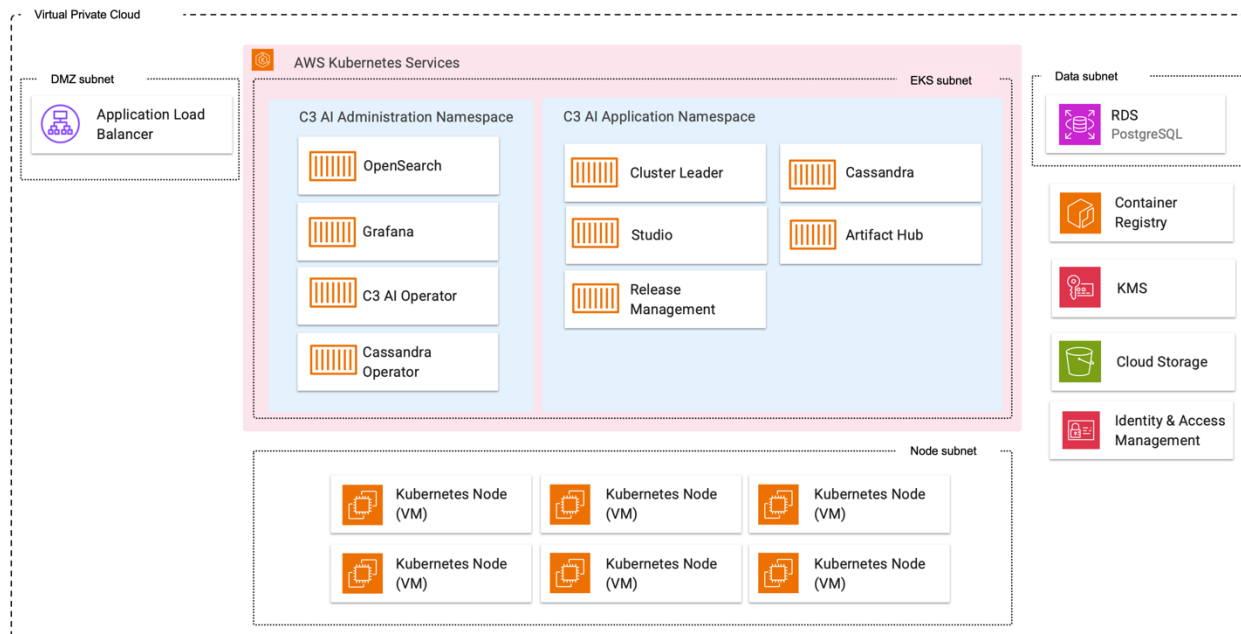 Virtual Private Cloud
DMZ subnet
Application Load
Balancer
AWS Kubernetes Services
EKS subnet
C3 AI Administration Namespace
OpenSearch
Grafana
C3 AI Operator
Cassandra
Operator
C3 AI Application Namespace
Cluster Leader
Cassandra
Studio
Artifact Hub
Release
Management
Data subnet
RDS
PostgreSQL
Container
Registry
KMS
Cloud Storage
Identity & Access
Management
Node subnet
Kubernetes Node
(VM)
Kubernetes Node
(VM)
Kubernetes Node
(VM)
Kubernetes Node
(VM)
Kubernetes Node
(VM)
Kubernetes Node
(VM)